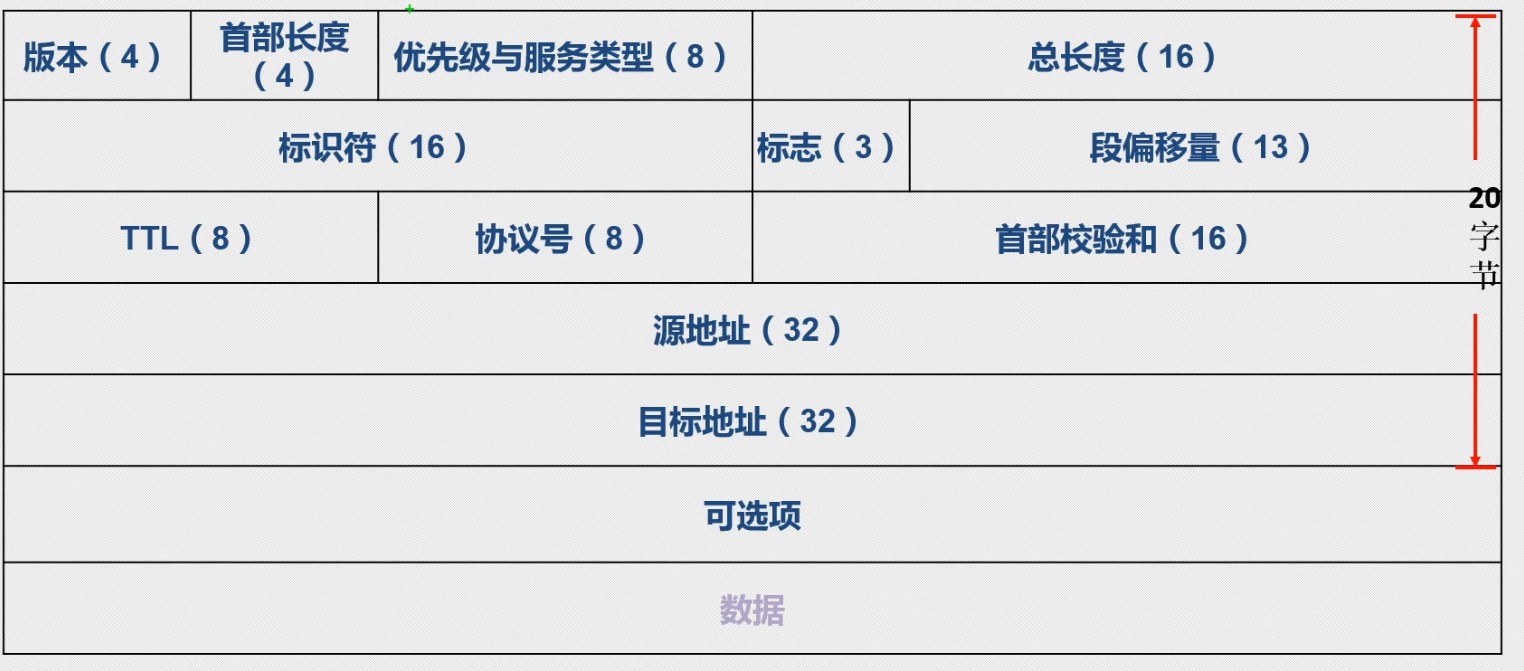 版本（4）
首部长度
（4）
优先级与服务类型（8）
总长度（16）
标识符（16）
标志（3）
段偏移量（13）
TTL（8）
协议号（8）
首部校验和（16）
20
字
节
源地址（32）
目标地址（32）
可选项
数据